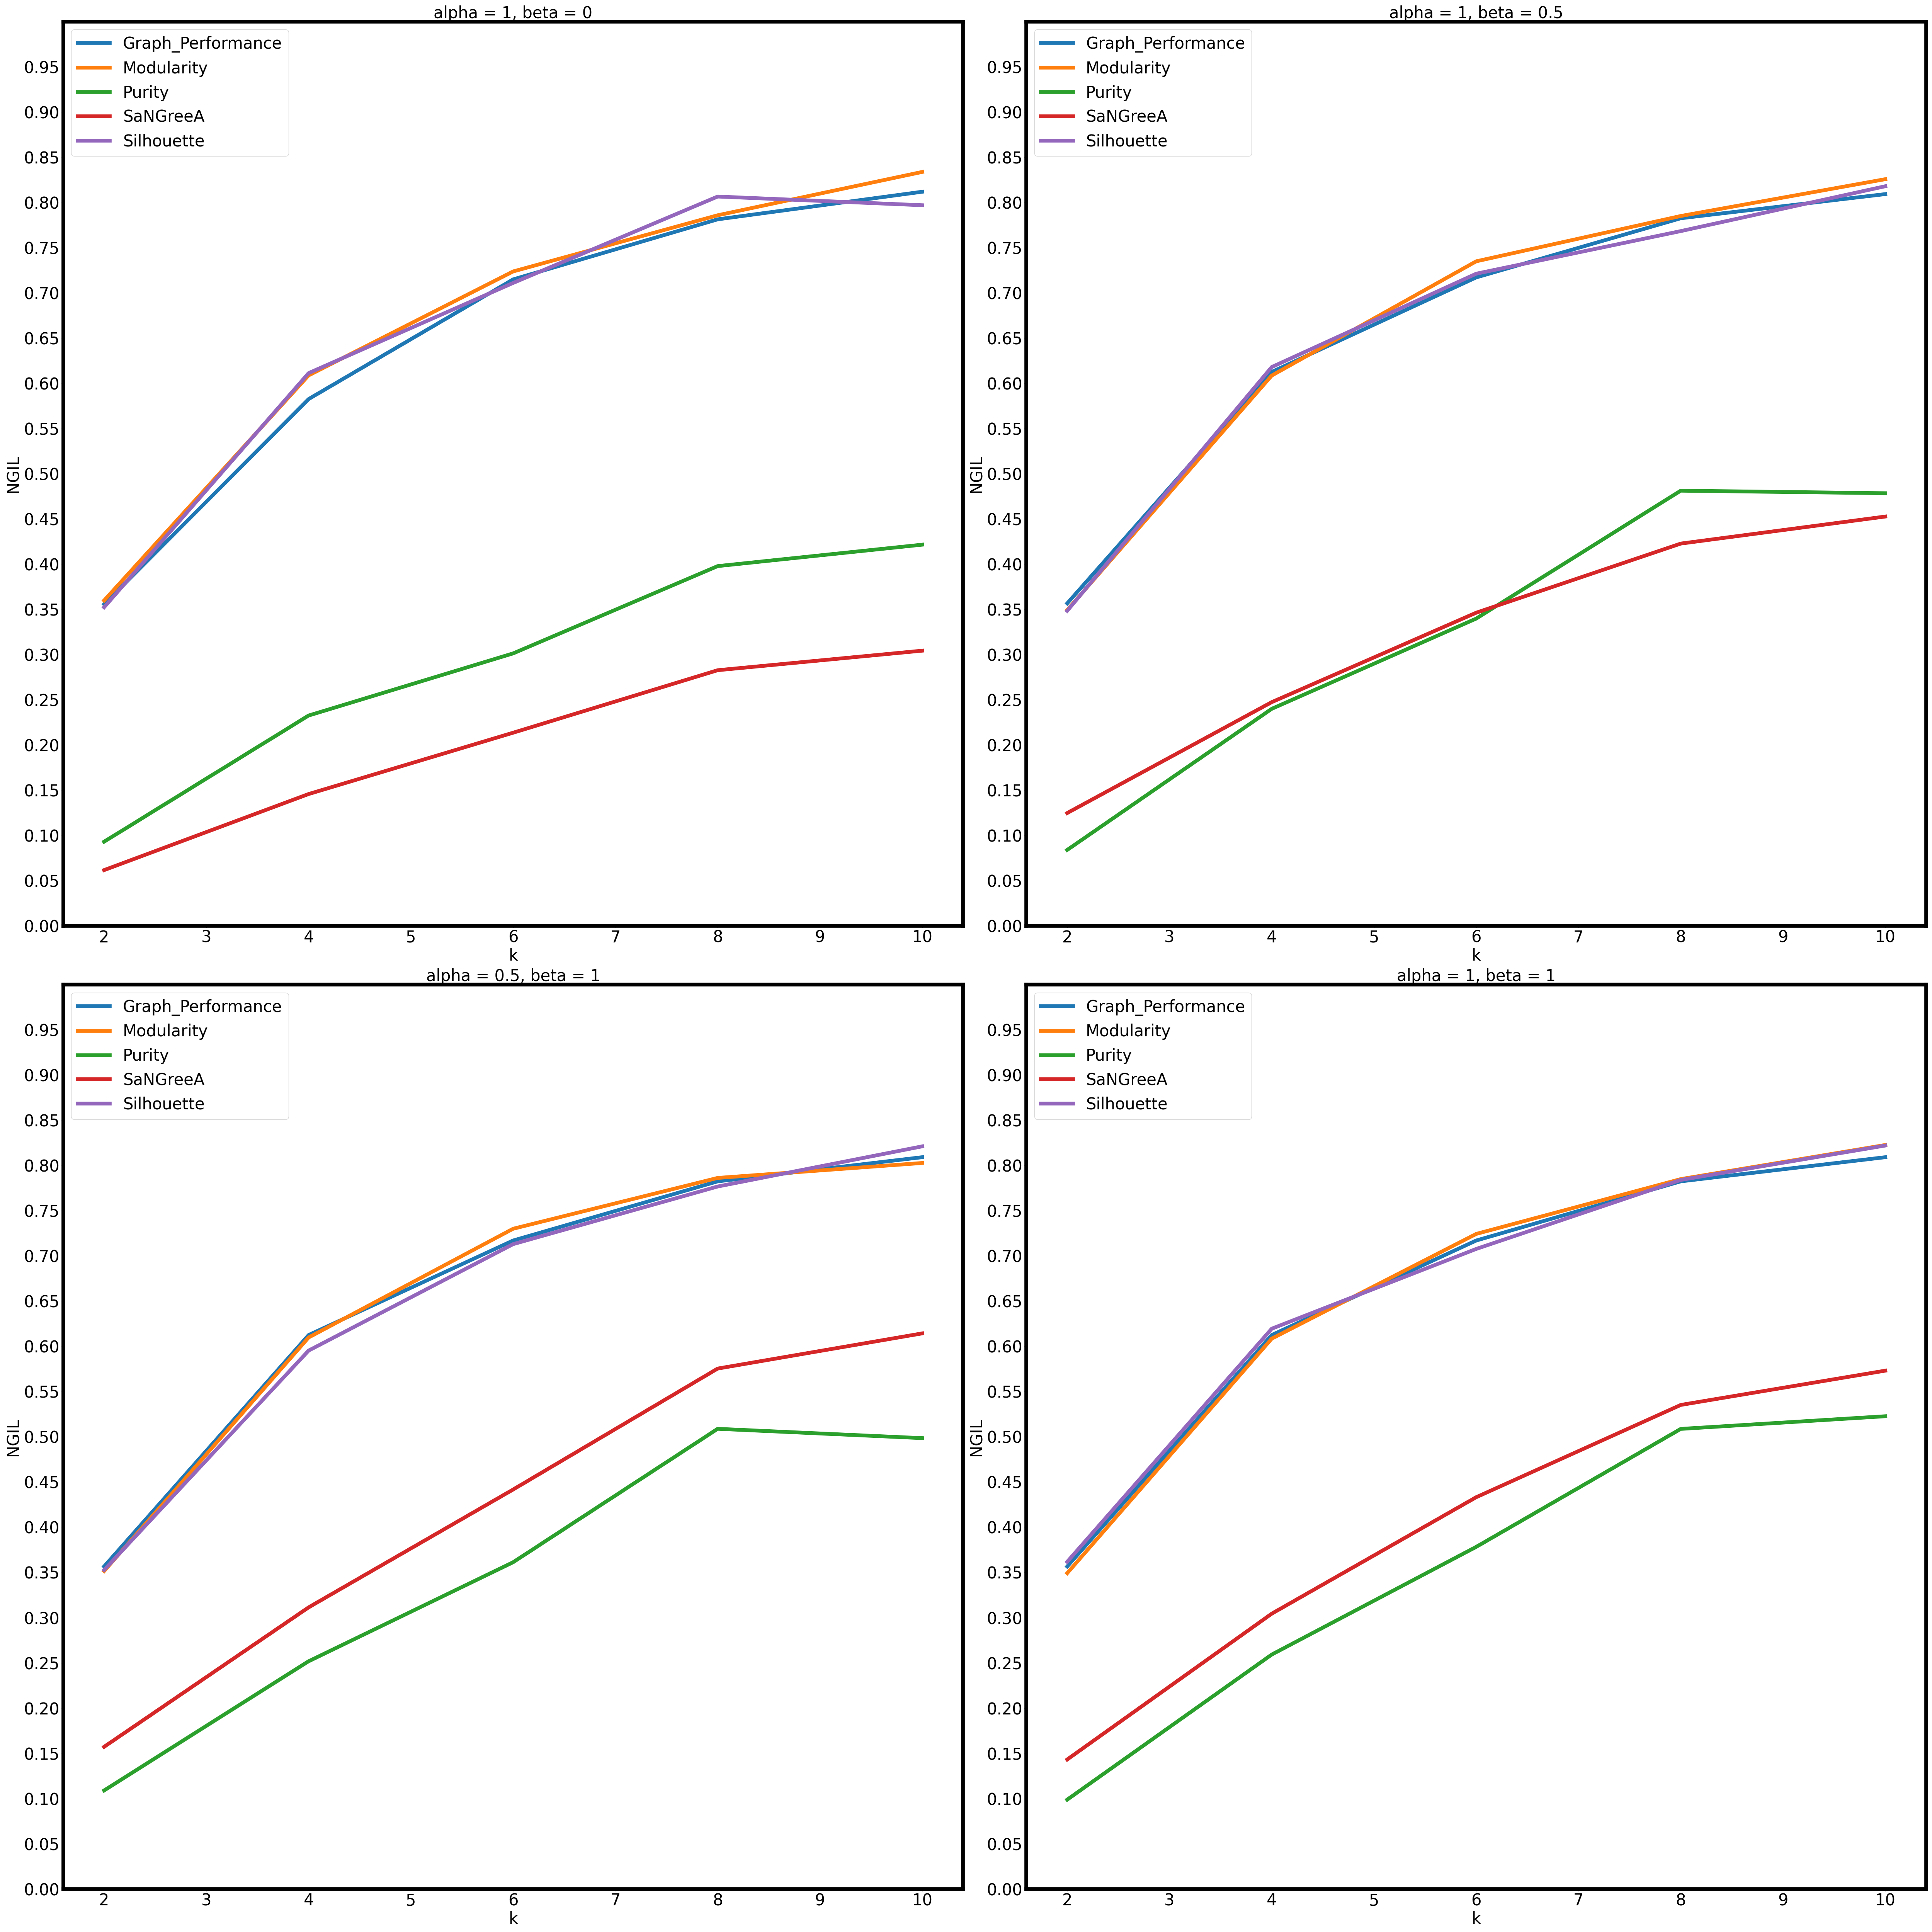 alpha = 1, beta = 0
Graph_Performance
Modularity
Purity
SaNGreeA
Silhouette
0.95
0.90
0.85
0.80
0.75
0.70
0.65
0.60
0.55
0.50
0.45
0.40
0.35
0.30
0.25
0.20
0.15
0.10
0.05
0.00
NGIL
2 3 4 5 6 7 8 9 10
k
alpha = 1, beta = 0.5
Graph_Performance
Modularity
Purity
SaNGreeA
Silhouette
0.95
0.90
0.85
0.80
0.75
0.70
0.65
0.60
0.55
0.50
0.45
0.40
0.35
0.30
0.25
0.20
0.15
0.10
0.05
0.00
NGIL
2 3 4 5 6 7 8 9 10
k
alpha = 0.5, beta = 1
Graph_Performance
Modularity
Purity
SaNGreeA
Silhouette
0.95
0.90
0.85
0.80
0.75
0.70
0.65
0.60
0.55
0.50
0.45
0.40
0.35
0.30
0.25
0.20
0.15
0.10
0.05
0.00
NGIL
2 3 4 5 6 7 8 9 10
k
alpha = 1, beta = 1
Graph_Performance
Modularity
Purity
SaNGreeA
Silhouette
0.95
0.90
0.85
0.80
0.75
0.70
0.65
0.60
0.55
0.50
0.45
0.40
0.35
0.30
0.25
0.20
0.15
0.10
0.05
0.00
NGIL
2 3 4 5 6 7 8 9 10
k